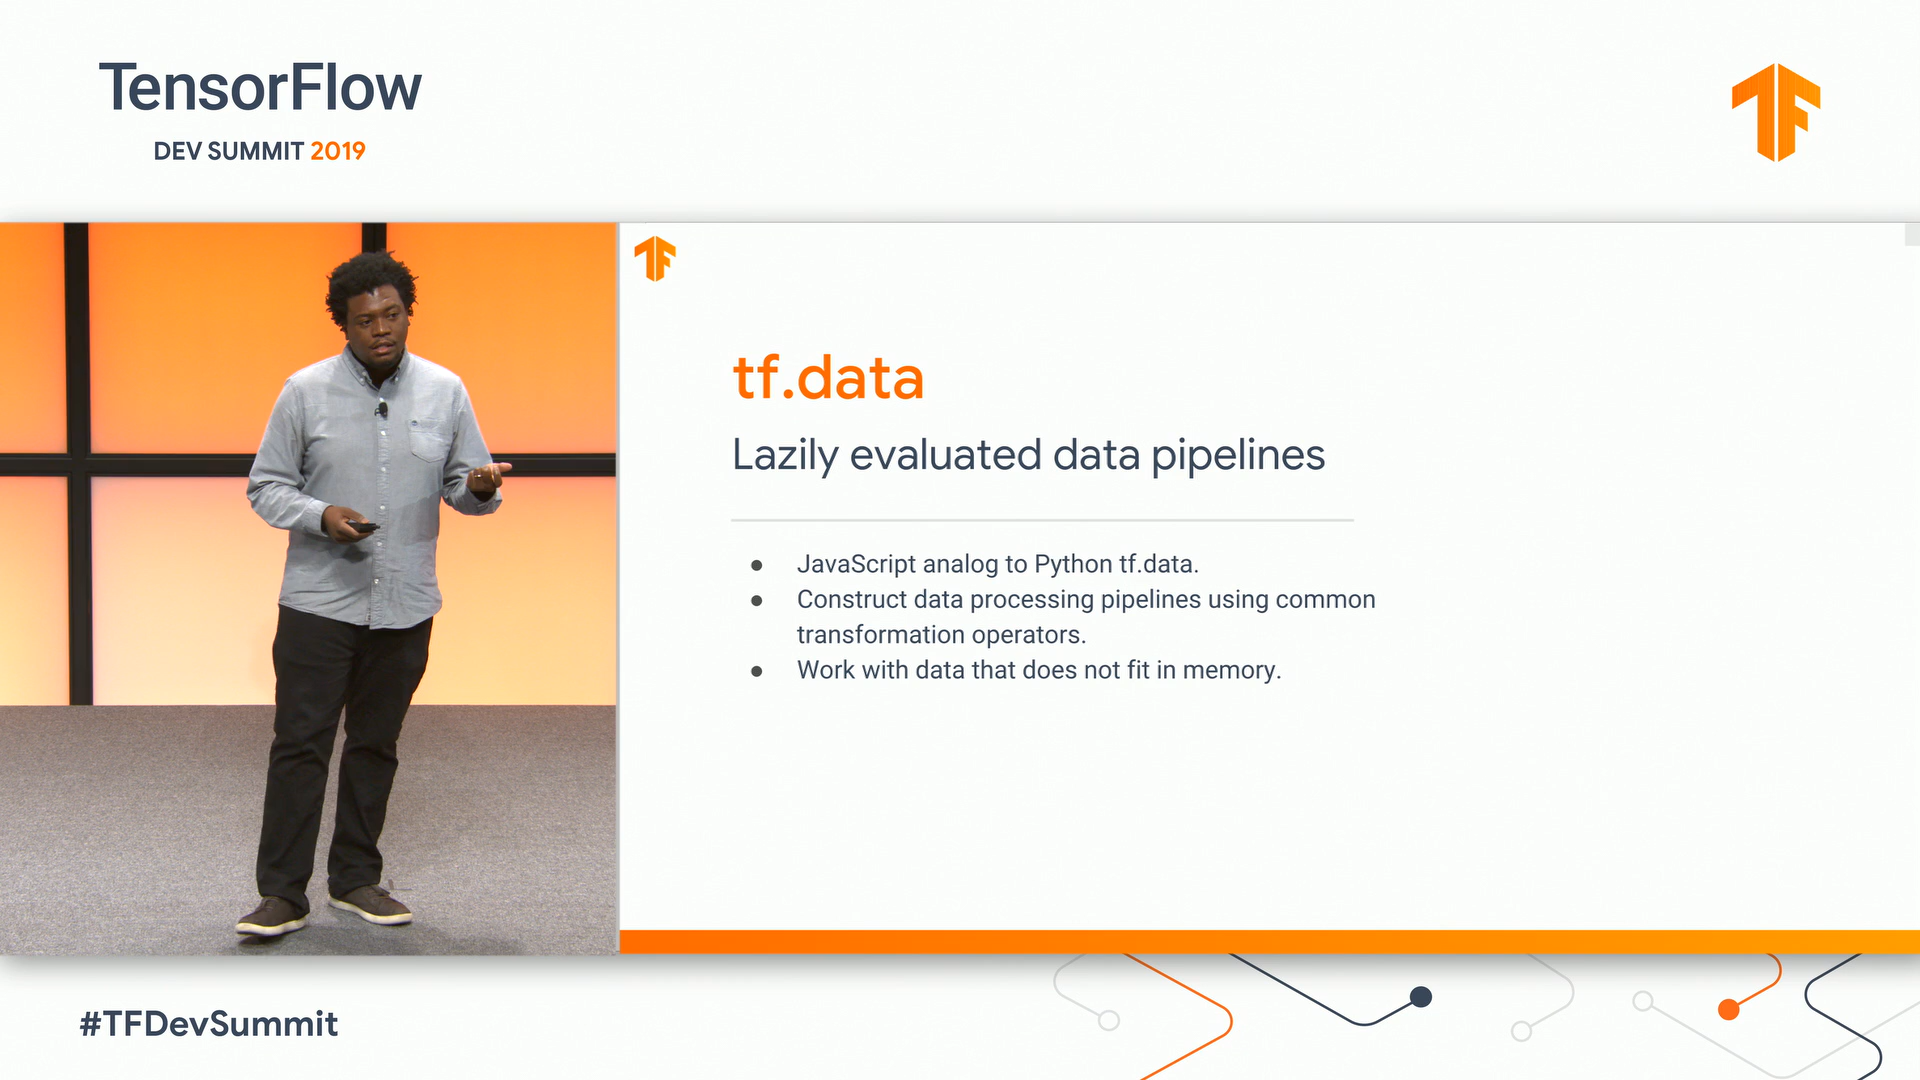 TensorFlow
DEV SUMMIT 2019
tf.data
Lazily evaluated data pipelines
● JavaScript analog to Python tf.data.
● Construct data processing pipelines using common
transformation operators.
● Work with data that does not fit in memory.
#TFDevSummit